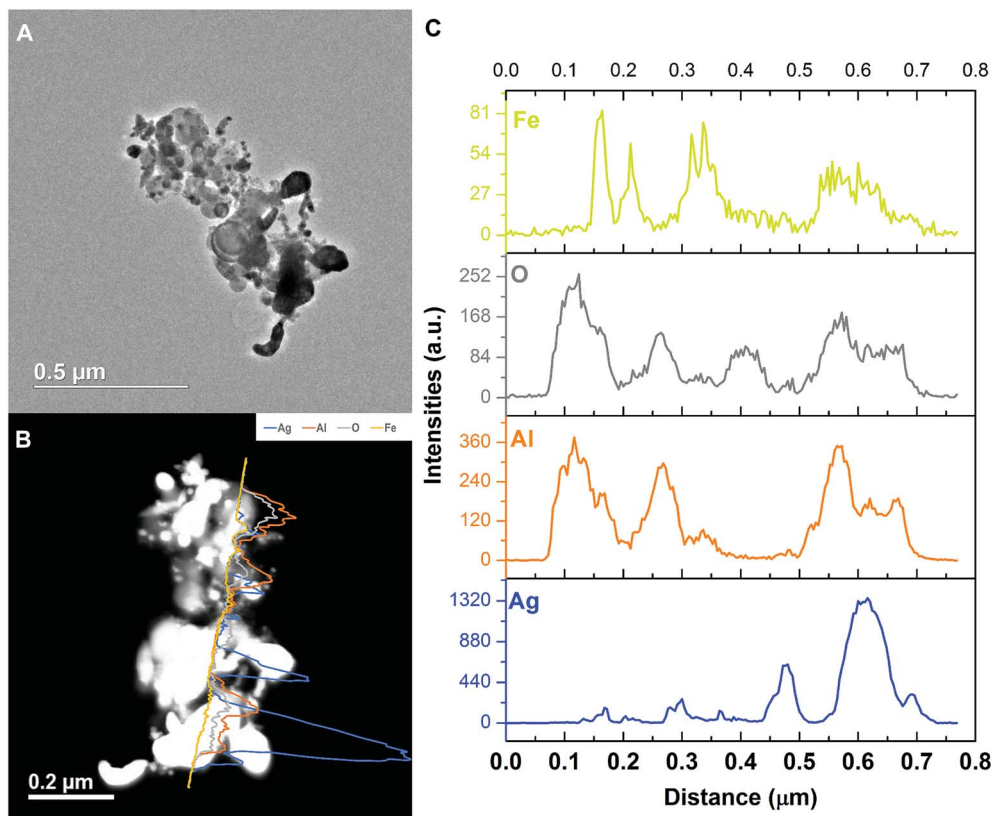 A
0.5 µm
B
Ag Al O Fe
0.2 µm
C
0.0 0.1 0.2 0.3 0.4 0.5 0.6 0.7 0.8
Fe
81
54
27
0
O
252
168
84
0
Al
360
240
120
0
Ag
1320
880
440
0
0.0 0.1 0.2 0.3 0.4 0.5 0.6 0.7 0.8
Intensities (a.u.)
Distance (µm)